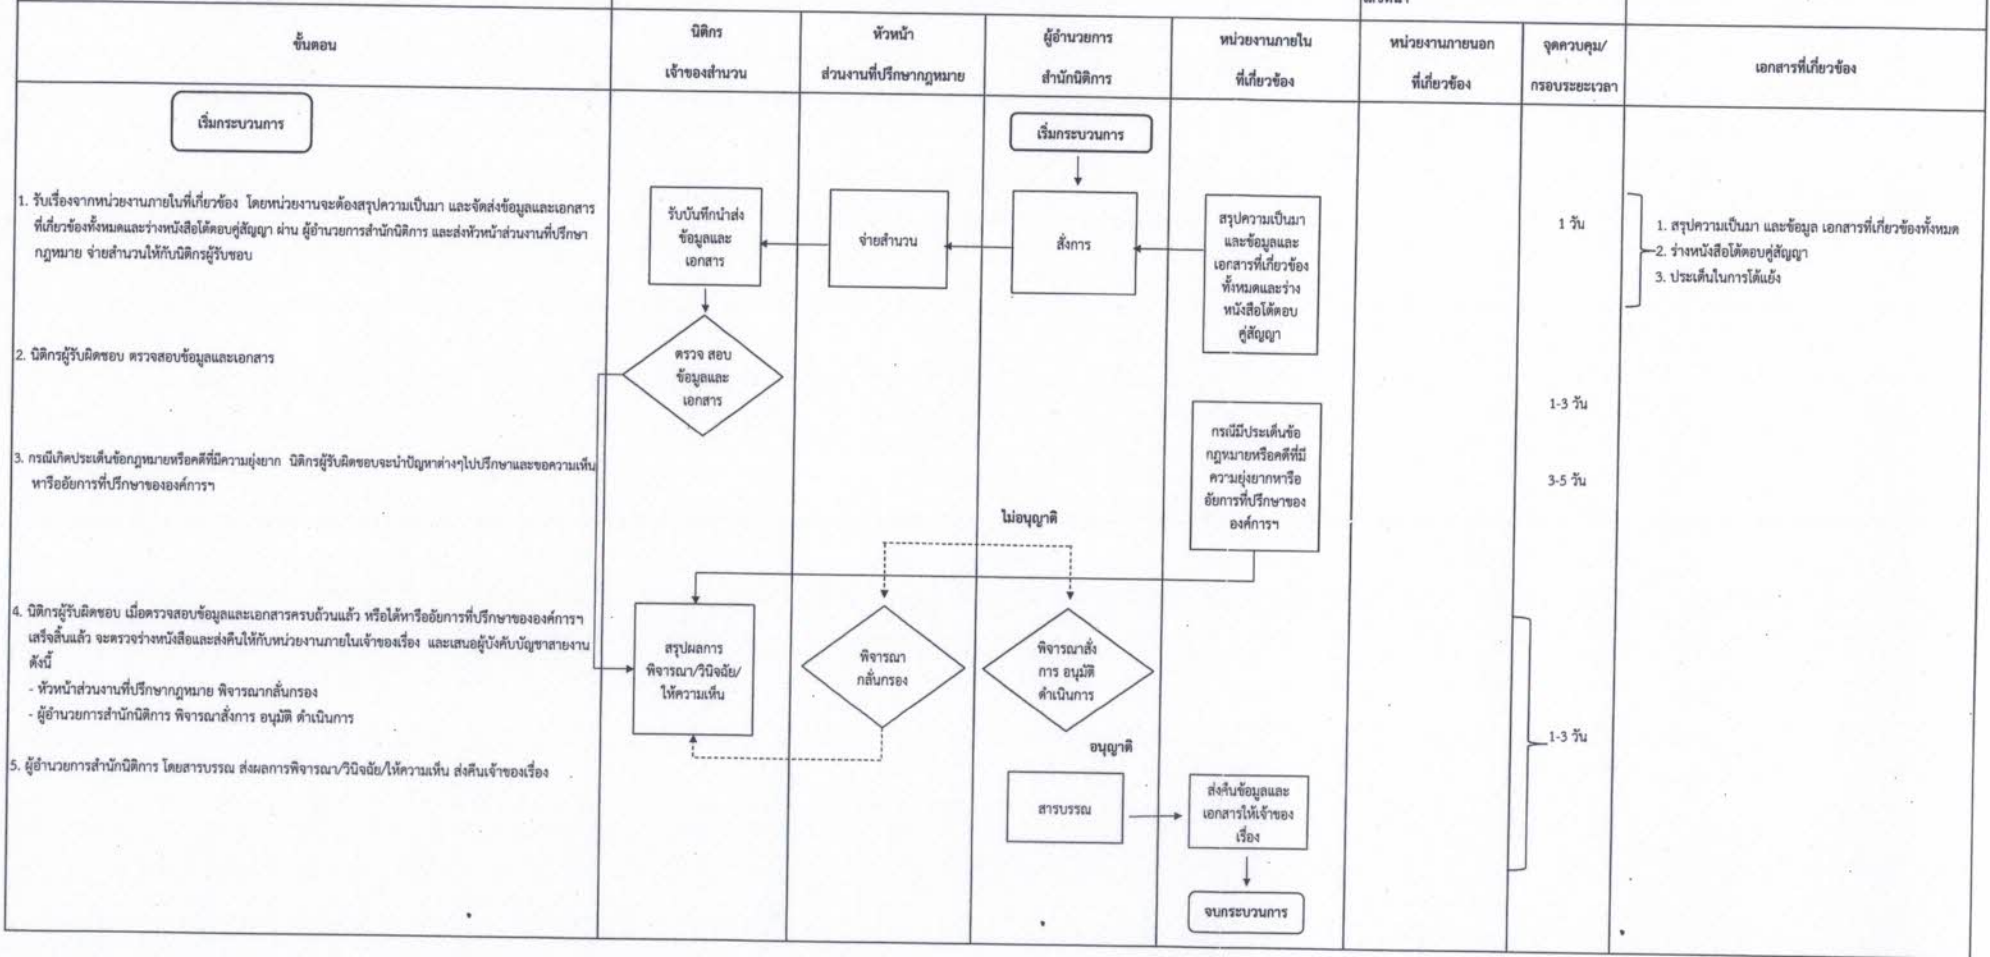 ขั้นตอน
นิติกร
เจ้าของสำนวน
หัวหน้า
ส่วนงานที่ปรึกษากฎหมาย
ผู้อำนวยการ
สำนักนิติการ
หน่วยงานภายใน
ที่เกี่ยวข้อง
หน่วยงานภายนอก
ที่เกี่ยวข้อง
จุดควบคุม/
กรอบระยะเวลา
เอกสารที่เกี่ยวข้อง
เริ่มกระบวนการ
เริ่มกระบวนการ
1. รับเรื่องจากหน่วยงานภายในที่เกี่ยวข้อง โดยหน่วยงานจะต้องสรุปความเป็นมา และจัดส่งข้อมูลและเอกสาร
ที่เกี่ยวข้องทั้งหมดและร่างหนังสือโต้ตอบคู่สัญญา ผ่าน ผู้อำนวยการสำนักนิติการ และส่งหัวหน้าส่วนงานที่ปรึกษา
กฎหมาย จ่ายสำนวนให้กับนิติกรผู้รับชอบ
รับบันทึกนำส่ง
ข้อมูลและ
เอกสาร
จ่ายสำนวน
สั่งการ
สรุปความเป็นมา
และข้อมูลและ
เอกสารที่เกี่ยวข้อง
ทั้งหมดและร่าง
หนังสือโต้ตอบ
คู่สัญญา
1 วัน
1. สรุปความเป็นมา และข้อมูล เอกสารที่เกี่ยวข้องทั้งหมด
2. ร่างหนังสือโต้ตอบคู่สัญญา
3. ประเด็นในการโต้แย้ง
2. นิติกรผู้รับผิดชอบ ตรวจสอบข้อมูลและเอกสาร
ตรวจ สอบ
ข้อมูลและ
เอกสาร
1-3 วัน
3. กรณีเกิดประเด็นข้อกฎหมายหรือคดีที่มีความยุ่งยาก นิติกรผู้รับผิดชอบจะนำปัญหาต่างๆไปปรึกษาและขอความเห็น
หารืออัยการที่ปรึกษาขององค์การฯ
กรณีมีประเด็นข้อ
กฎหมายหรือคดีที่มี
ความยุ่งยากหารือ
อัยการที่ปรึกษาของ
องค์การฯ
3-5 วัน
ไม่อนุญาติ
4. นิติกรผู้รับผิดชอบ เมื่อตรวจสอบข้อมูลและเอกสารครบถ้วนแล้ว หรือได้หารืออัยการที่ปรึกษาขององค์การฯ
เสร็จสิ้นแล้ว จะตรวจร่างหนังสือและส่งคืนให้กับหน่วยงานภายในเจ้าของเรื่อง และเสนอผู้บังคับบัญชาสายงาน
ดังนี้
- หัวหน้าส่วนงานที่ปรึกษากฎหมาย พิจารณากลั่นกรอง
- ผู้อำนวยการสำนักนิติการ พิจารณาสั่งการ อนุมัติ ดำเนินการ
สรุปผลการ
พิจารณา/วินิจฉัย/
ให้ความเห็น
พิจารณา
กลั่นกรอง
พิจารณาสั่ง
การ อนุมัติ
ดำเนินการ
1-3 วัน
อนุญาติ
5. ผู้อำนวยการสำนักนิติการ โดยสารบรรณ ส่งผลการพิจารณา/วินิจฉัย/ให้ความเห็น ส่งคืนเจ้าของเรื่อง
สารบรรณ
ส่งคืนข้อมูลและ
เอกสารให้เจ้าของ
เรื่อง
จบกระบวนการ